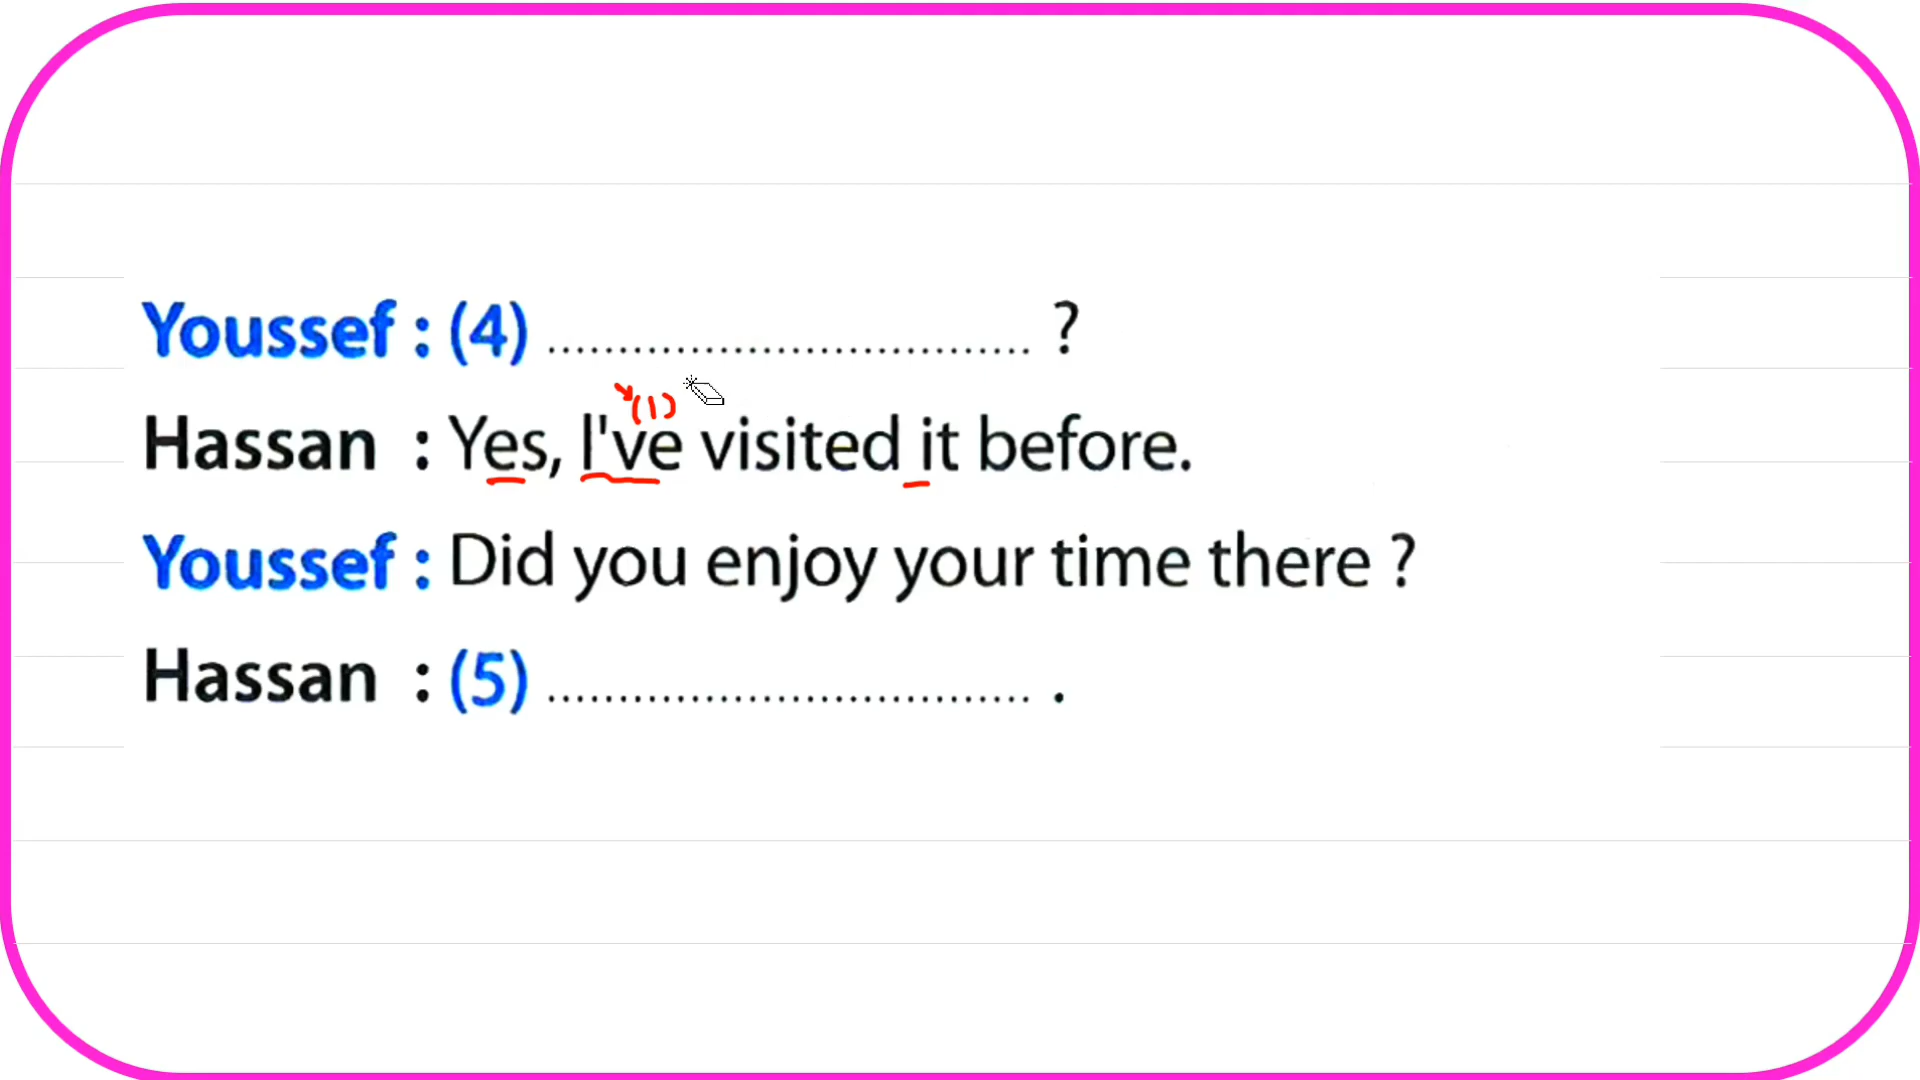 Youssef : (4) .................................. ?
(1)
Hassan : Yes, I've visited it before.
Youssef : Did you enjoy your time there ?
Hassan : (5) .................................. .